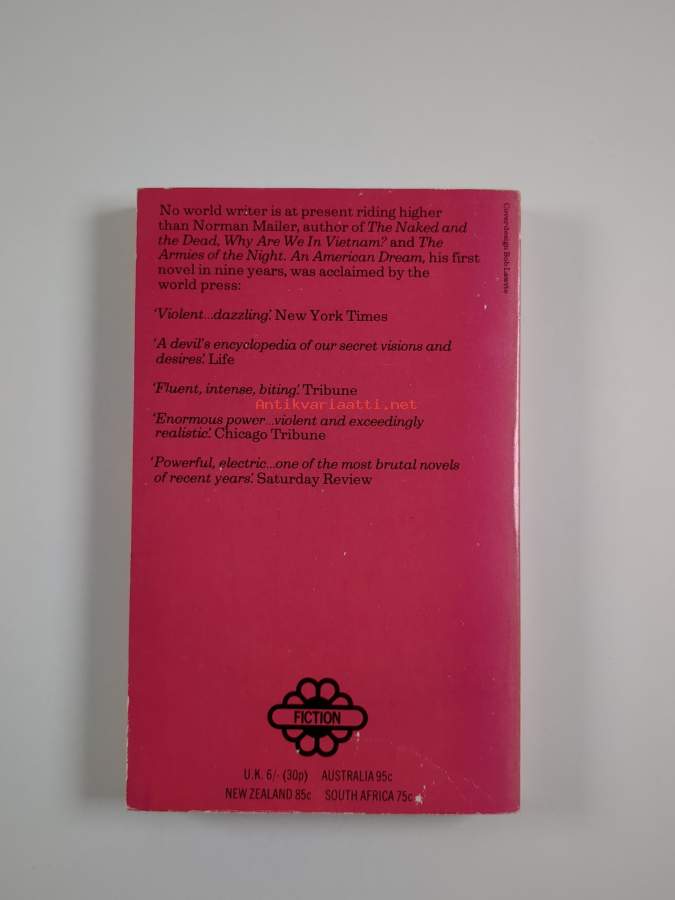 No world writer is at present riding higher
than Norman Mailer, author of The Naked and
the Dead, Why Are We In Vietnam? and The
Armies of the Night. An American Dream, his first
novel in nine years, was acclaimed by the
world press:
'Violent...dazzling.' New York Times
'A devil's encyclopedia of our secret visions and
desires.' Life
'Fluent, intense, biting.' Tribune
Antikvariaatti.net
'Enormous power...violent and exceedingly
realistic.' Chicago Tribune
'Powerful, electric...one of the most brutal novels
of recent years.' Saturday Review
FICTION
U.K. 6/- (30p) AUSTRALIA 95c
NEW ZEALAND 85c SOUTH AFRICA 75c
Cover design Bob